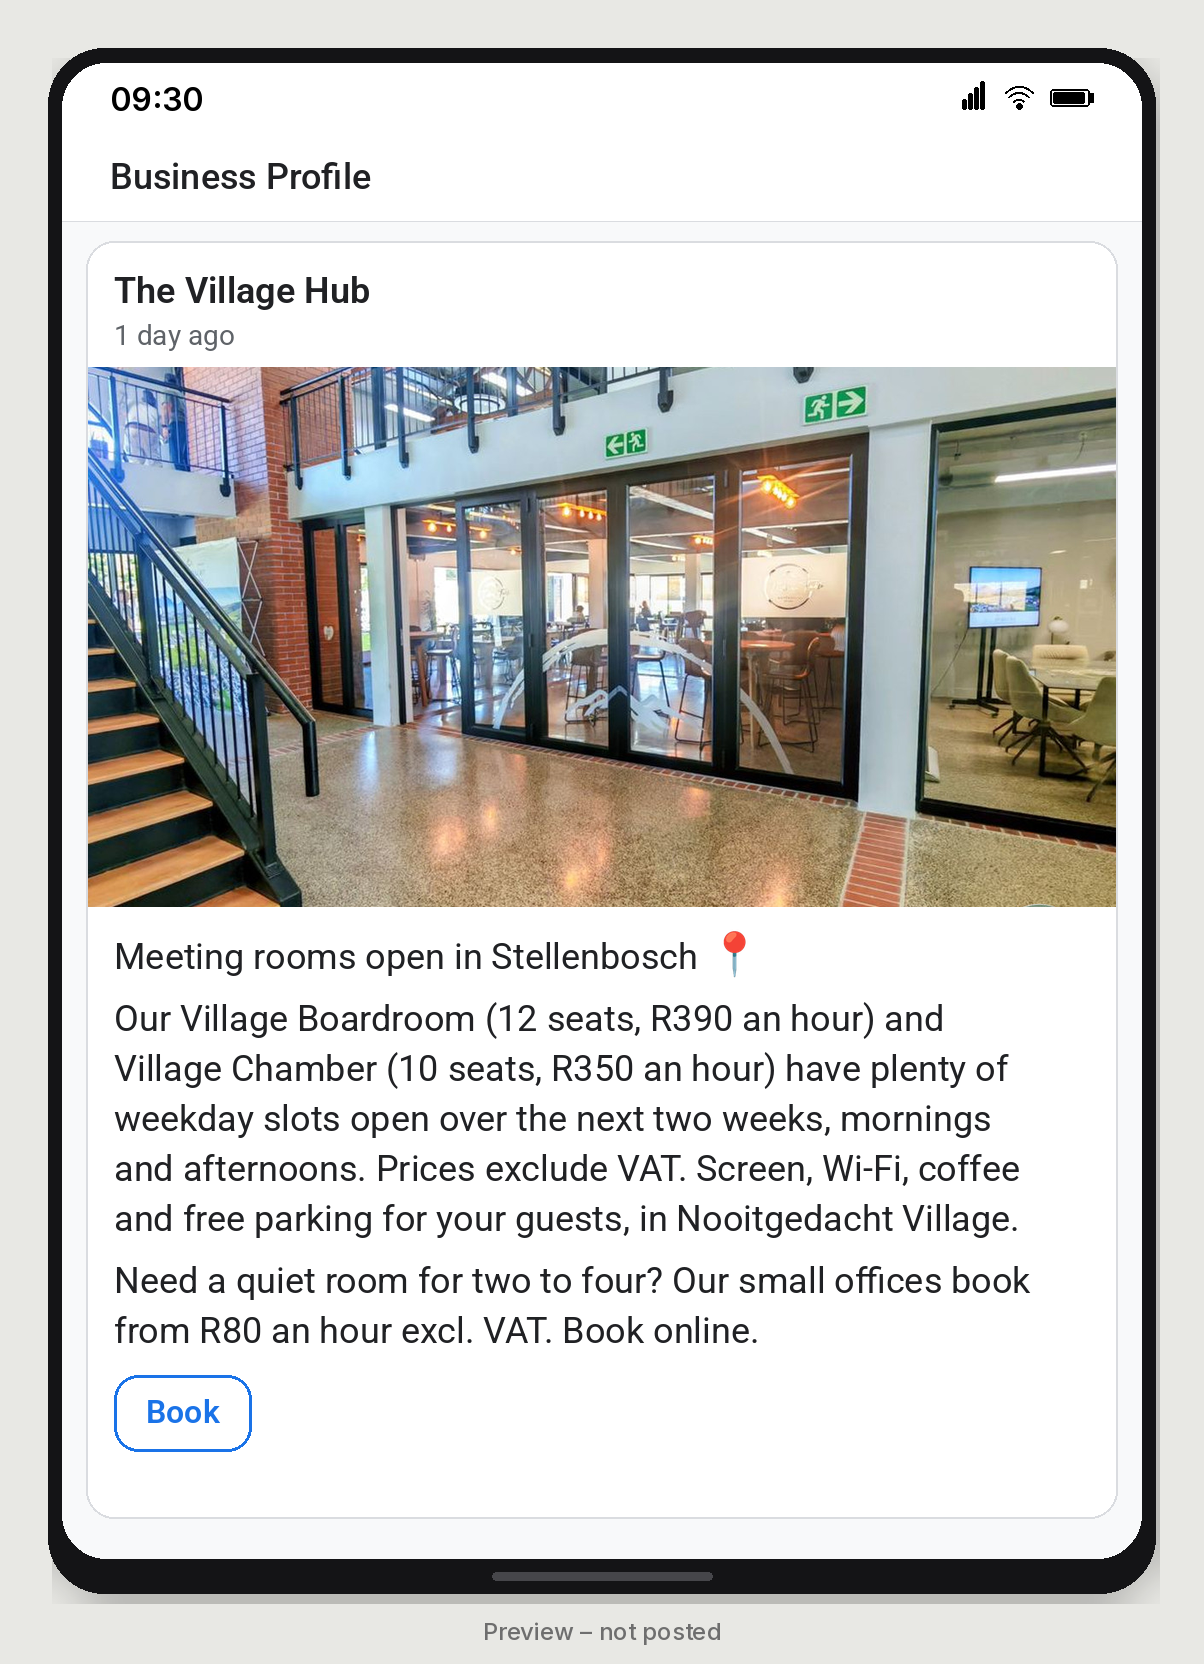 09:30
Business Profile
The Village Hub
1 day ago
Meeting rooms open in Stellenbosch 📍
Our Village Boardroom (12 seats, R390 an hour) and
Village Chamber (10 seats, R350 an hour) have plenty of
weekday slots open over the next two weeks, mornings
and afternoons. Prices exclude VAT. Screen, Wi-Fi, coffee
and free parking for your guests, in Nooitgedacht Village.
Need a quiet room for two to four? Our small offices book
from R80 an hour excl. VAT. Book online.
Book
Preview – not posted